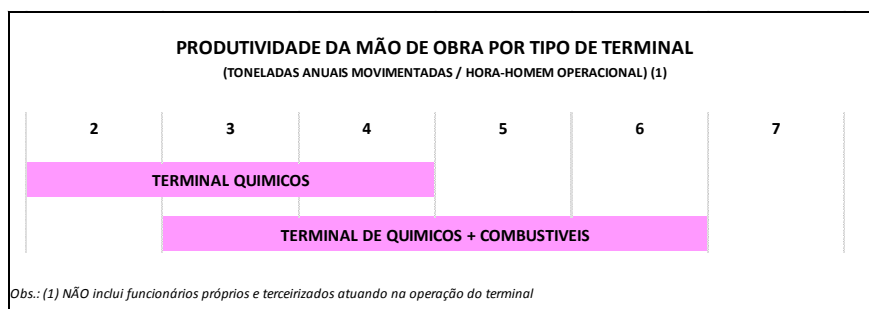 PRODUTIVIDADE DA MÃO DE OBRA POR TIPO DE TERMINAL
(TONELADAS ANUAIS MOVIMENTADAS / HORA-HOMEM OPERACIONAL) (1)
2 3 4 5 6 7
TERMINAL QUIMICOS
TERMINAL DE QUIMICOS + COMBUSTIVEIS
Obs.: (1) NÃO inclui funcionários próprios e terceirizados atuando na operação do terminal